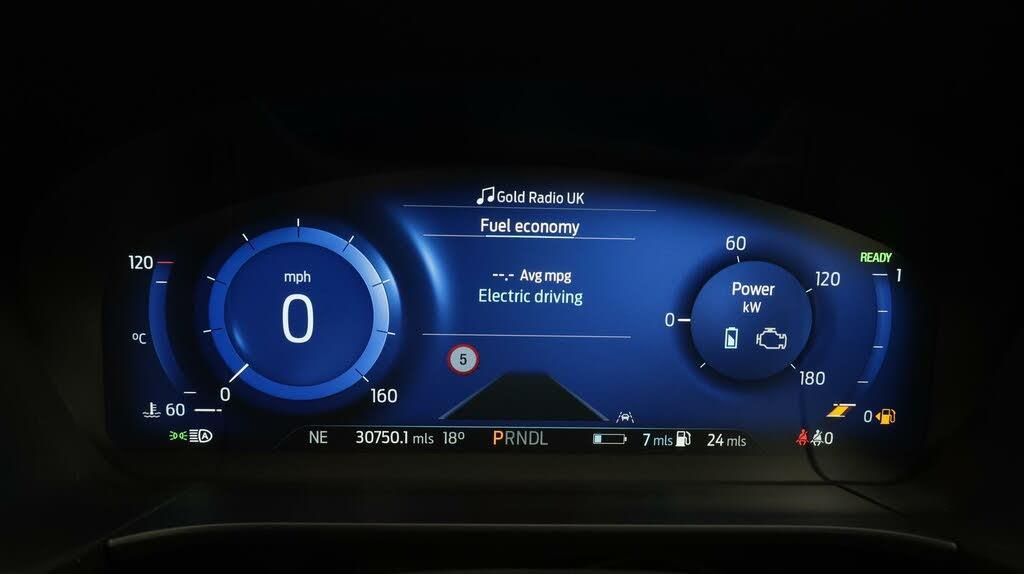 Gold Radio UK
Fuel economy
--.- Avg mpg
Electric driving
mph
0
0
160
120
°C
60
5
60
0
120
180
Power
kW
READY
1
0
NE 30750.1 mls 18° PRNDL 7 mls 24 mls 0
A